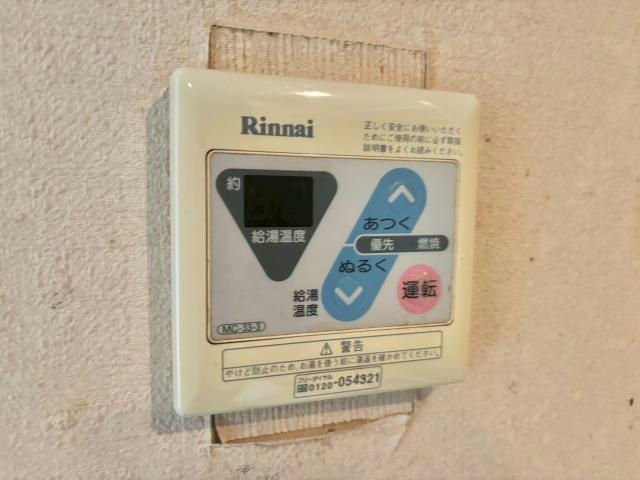 Rinnai
正しく安全にお使いいただく
ためにご使用の前に必ず取扱
説明書をよくお読みください。
約
給湯温度
あつく
優先 燃焼
ぬるく
給湯
温度
運転
MC-33-3
警告
やけど防止のため、お湯を使う前に湯温を確かめてください。
フリーダイヤル
0120-054321